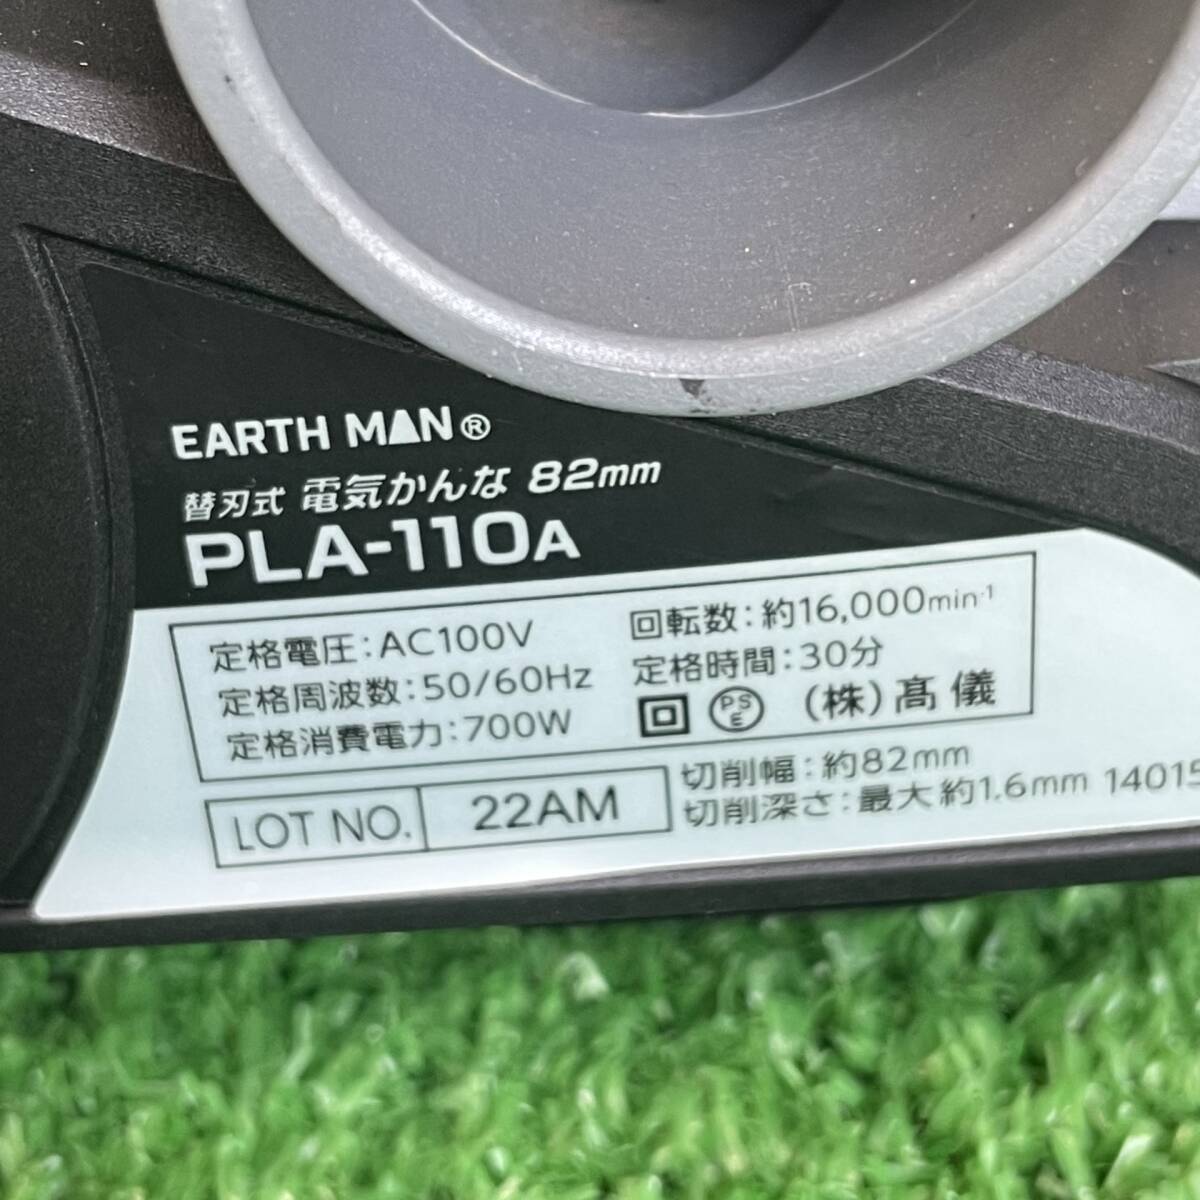 EARTH MAN®
替刃式 電気かんな 82mm
PLA-110A
定格電圧:AC100V
定格周波数:50/60Hz
定格消費電力:700W
回転数:約16,000min-1
定格時間:30分
PSE (株)髙儀
LOT NO. 22AM
切削幅:約82mm
切削深さ:最大約1.6mm 14015